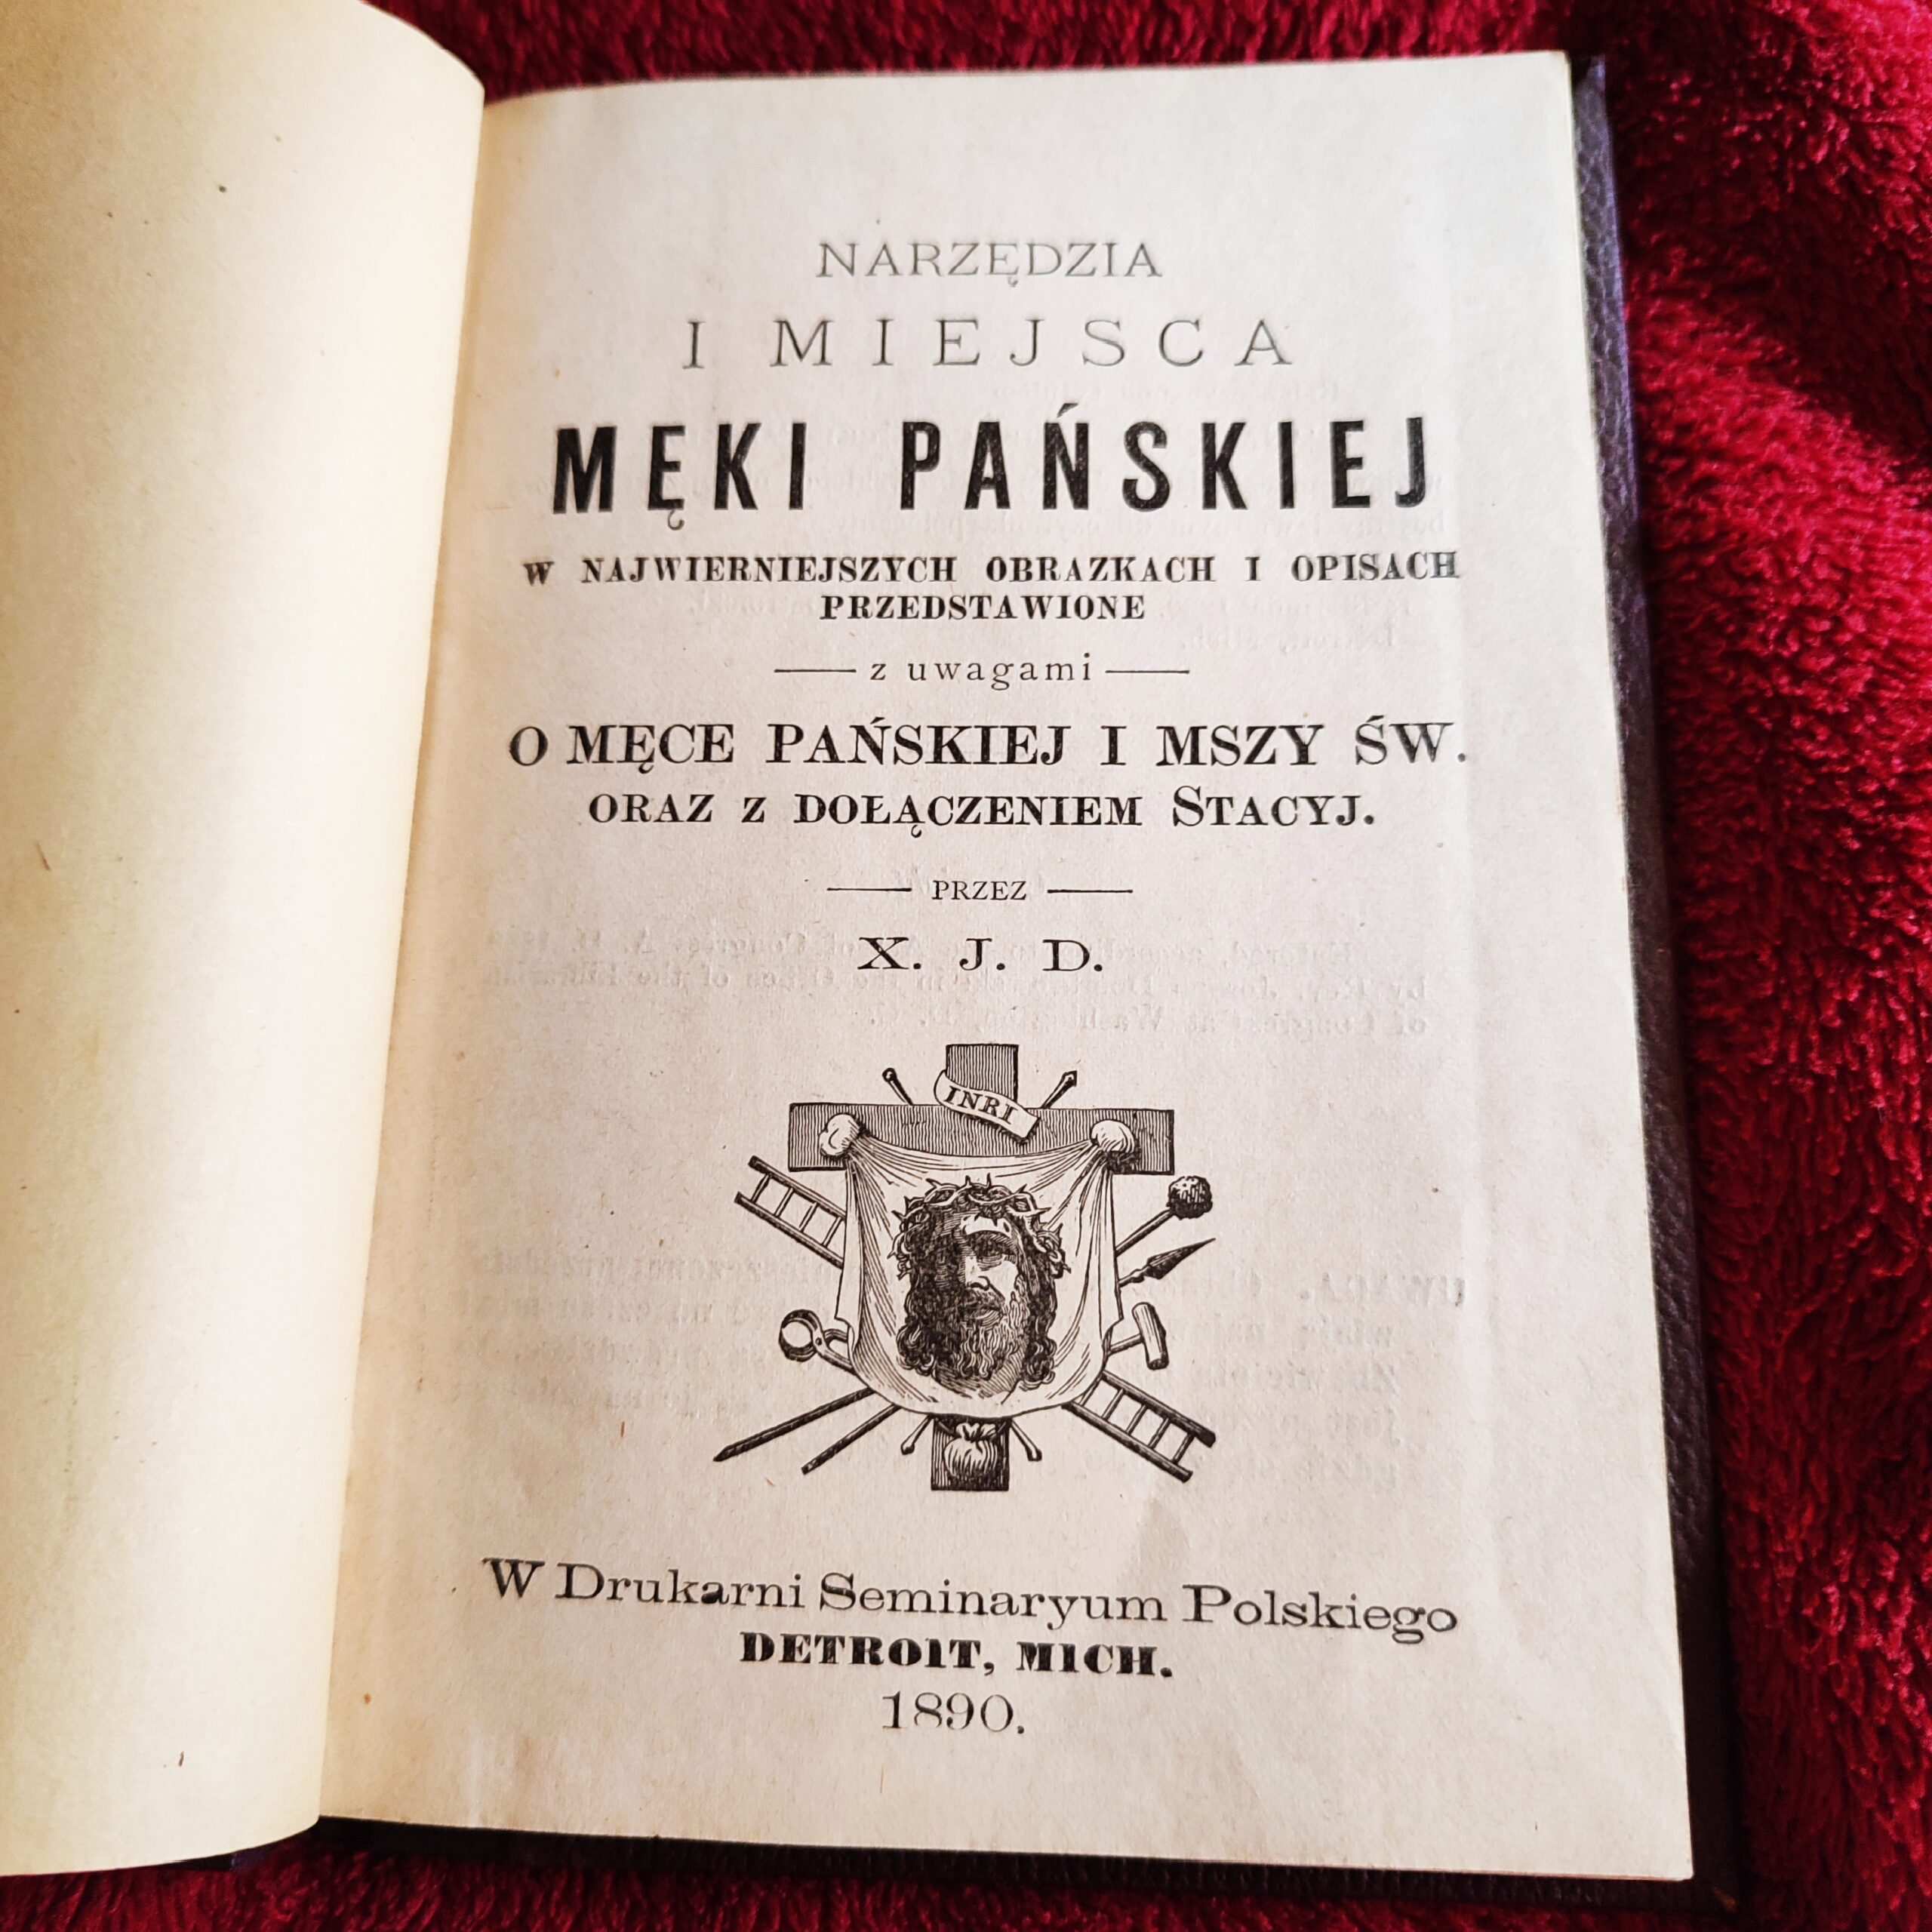 NARZĘDZIA
I MIEJSCA
MĘKI PAŃSKIEJ
W NAJWIERNIEJSZYCH OBRAZKACH I OPISACH
PRZEDSTAWIONE
z uwagami
O MĘCE PAŃSKIEJ I MSZY ŚW.
ORAZ Z DOŁĄCZENIEM STACYJ.
PRZEZ
X. J. D.
INRI
W Drukarni Seminaryum Polskiego
DETROIT, MICH.
1890.